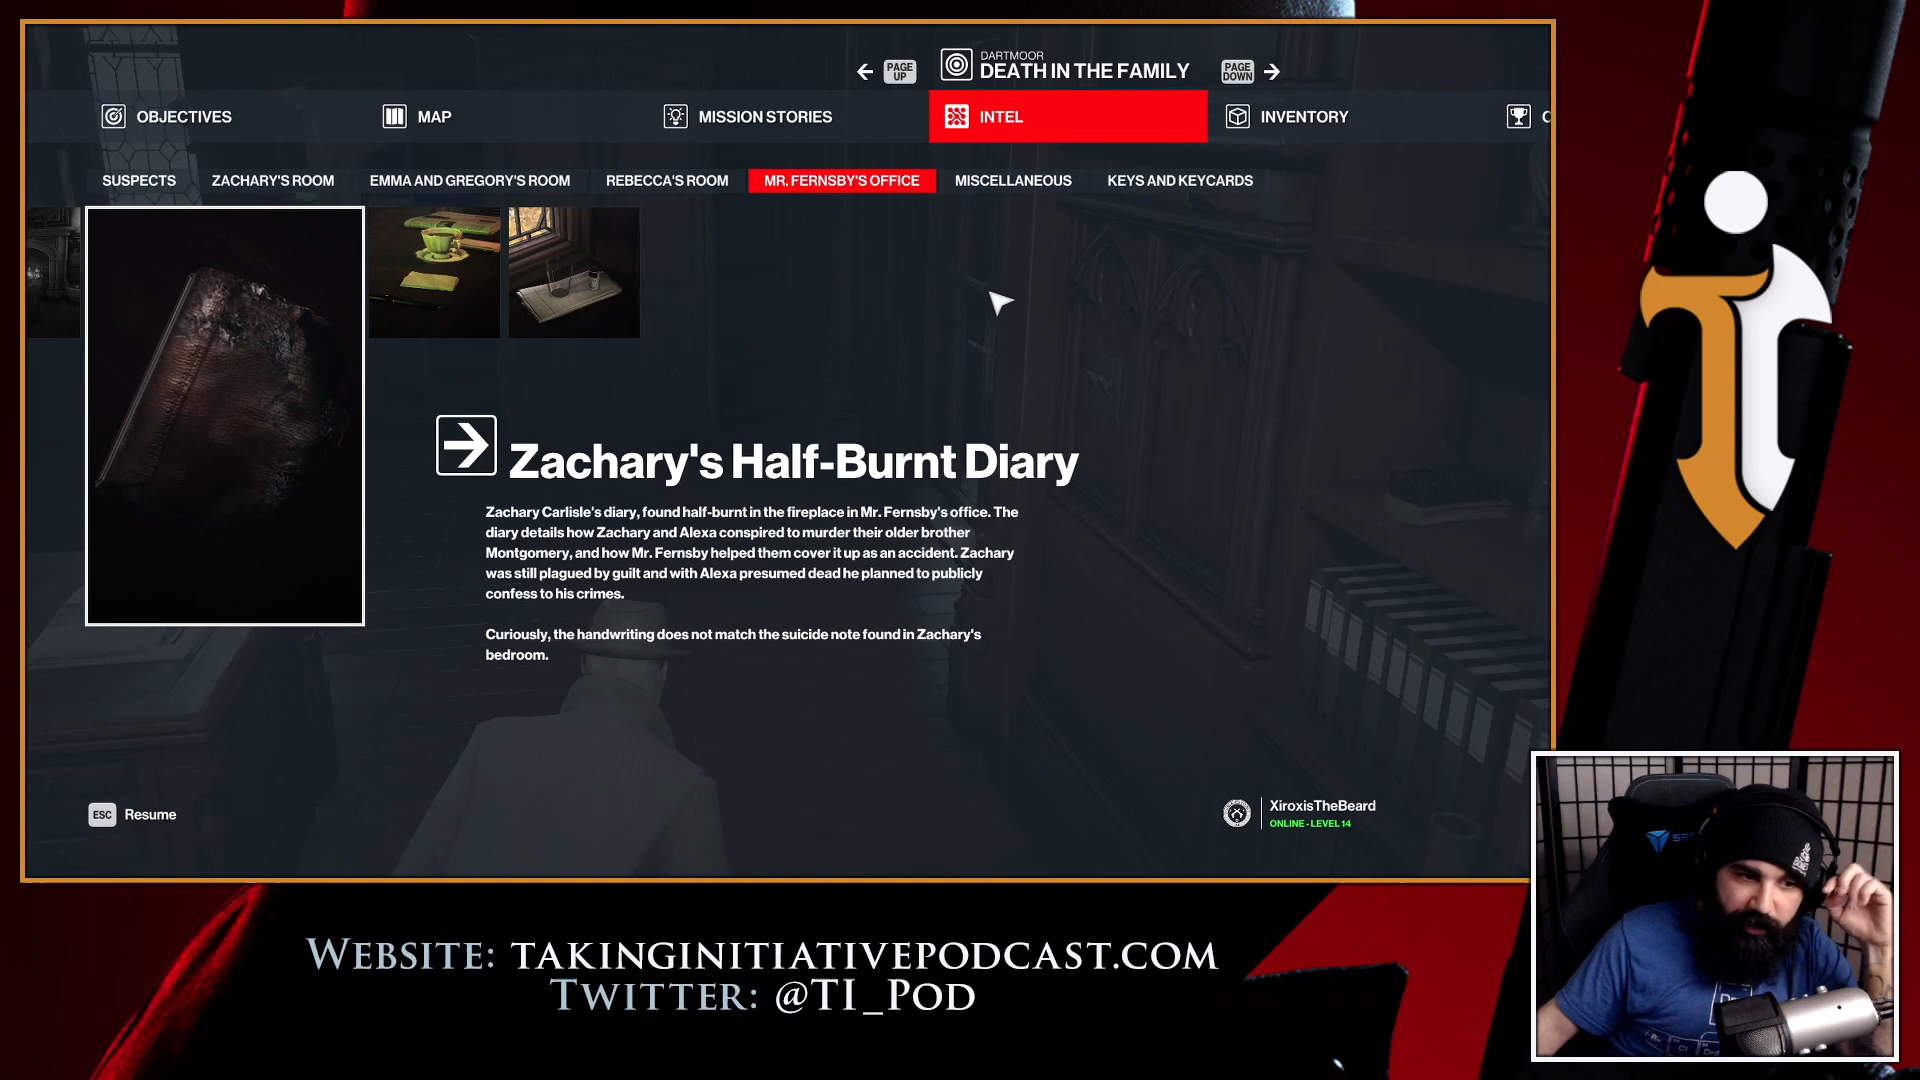 PAGE UP
DARTMOOR
DEATH IN THE FAMILY
PAGE DOWN
OBJECTIVES
MAP
MISSION STORIES
INTEL
INVENTORY
C
SUSPECTS
ZACHARY'S ROOM
EMMA AND GREGORY'S ROOM
REBECCA'S ROOM
MR. FERNSBY'S OFFICE
MISCELLANEOUS
KEYS AND KEYCARDS
Zachary's Half-Burnt Diary
Zachary Carlisle's diary, found half-burnt in the fireplace in Mr. Fernsby's office. The
diary details how Zachary and Alexa conspired to murder their older brother
Montgomery, and how Mr. Fernsby helped them cover it up as an accident. Zachary
was still plagued by guilt and with Alexa presumed dead he planned to publicly
confess to his crimes.
Curiously, the handwriting does not match the suicide note found in Zachary's
bedroom.
ESC Resume
XiroxisTheBeard
ONLINE - LEVEL 14
WEBSITE: TAKINGINITIATIVEPODCAST.COM
TWITTER: @TI_POD